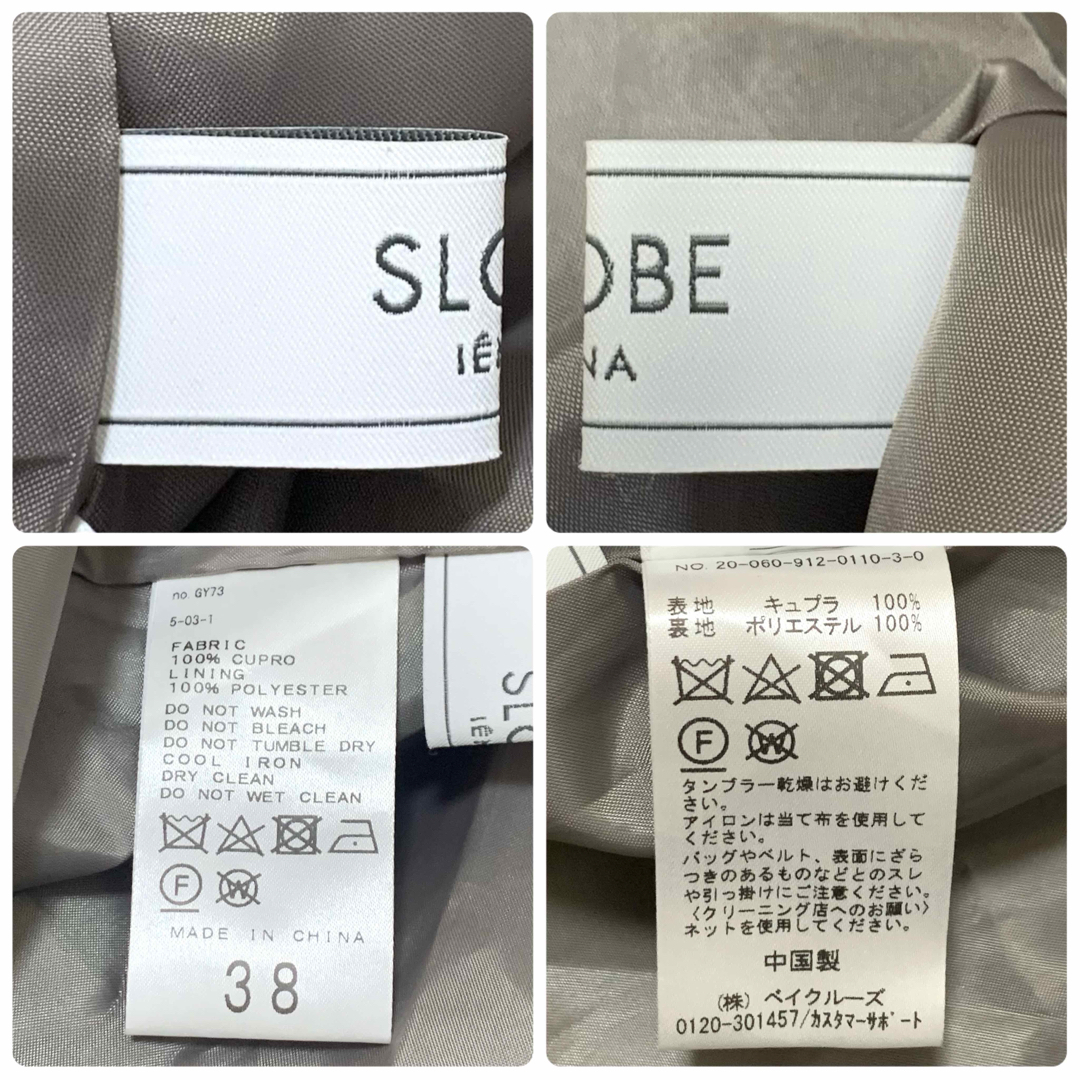 SLO
IÉN
OBE
NA
no. GY73
5-03-1
FABRIC
100% CUPRO
LINING
100% POLYESTER
DO NOT WASH
DO NOT BLEACH
DO NOT TUMBLE DRY
COOL IRON
DRY CLEAN
DO NOT WET CLEAN
F
W
MADE IN CHINA
38
SLO
IÉN
NO. 20-060-912-0110-3-0
表地 キュプラ 100%
裏地 ポリエステル 100%
F
W
タンブラー乾燥はお避けくだ
さい。
アイロンは当て布を使用して
ください。
バッグやベルト、表面にざら
つきのあるものなどとのスレ
や引っ掛けにご注意ください。
〈クリーニング店へのお願い〉
ネットを使用してください。
中国製
(株) ベイクルーズ
0120-301457/ｶｽﾀﾏｰｻﾎﾟｰﾄ